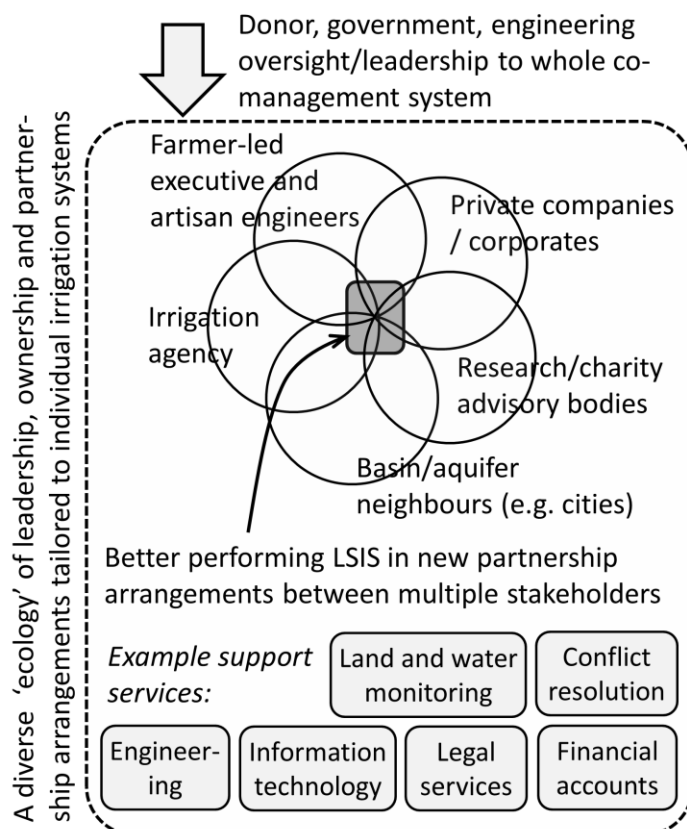 Donor, government, engineering
oversight/leadership to whole co-
management system
A diverse ‘ecology’ of leadership, ownership and partner-
ship arrangements tailored to individual irrigation systems
Farmer-led
executive and
artisan engineers
Private companies
/ corporates
Irrigation
agency
Research/charity
advisory bodies
Basin/aquifer
neighbours (e.g. cities)
Better performing LSIS in new partnership
arrangements between multiple stakeholders
Example support
services:
Land and water
monitoring
Conflict
resolution
Engineer-
ing
Information
technology
Legal
services
Financial
accounts